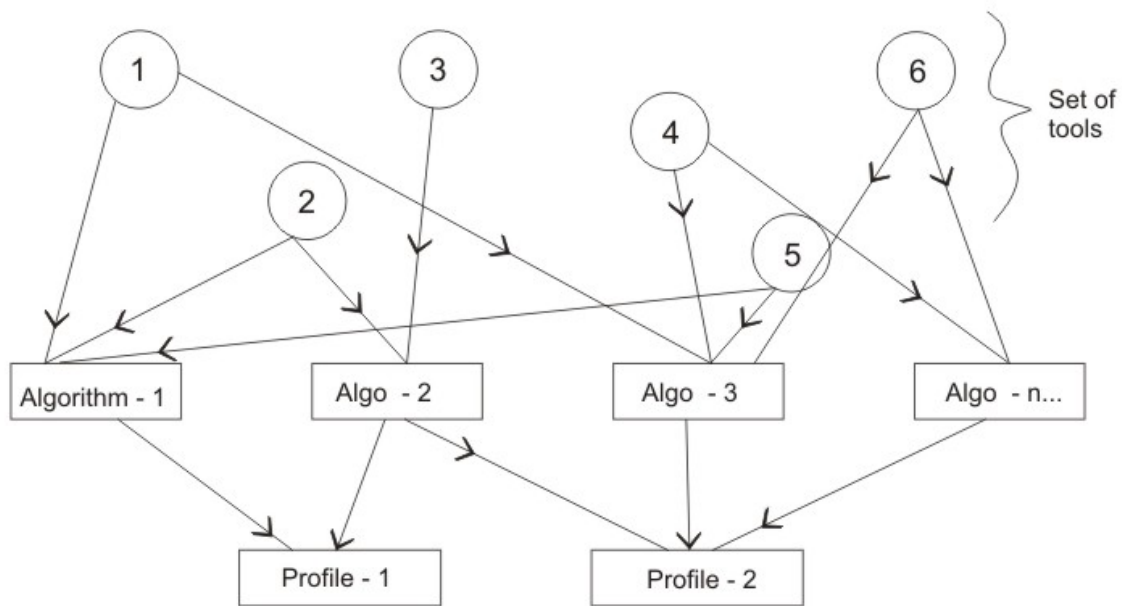 1
3
6
4
Set of
tools
2
5
Algorithm - 1
Algo - 2
Algo - 3
Algo - n...
Profile - 1
Profile - 2